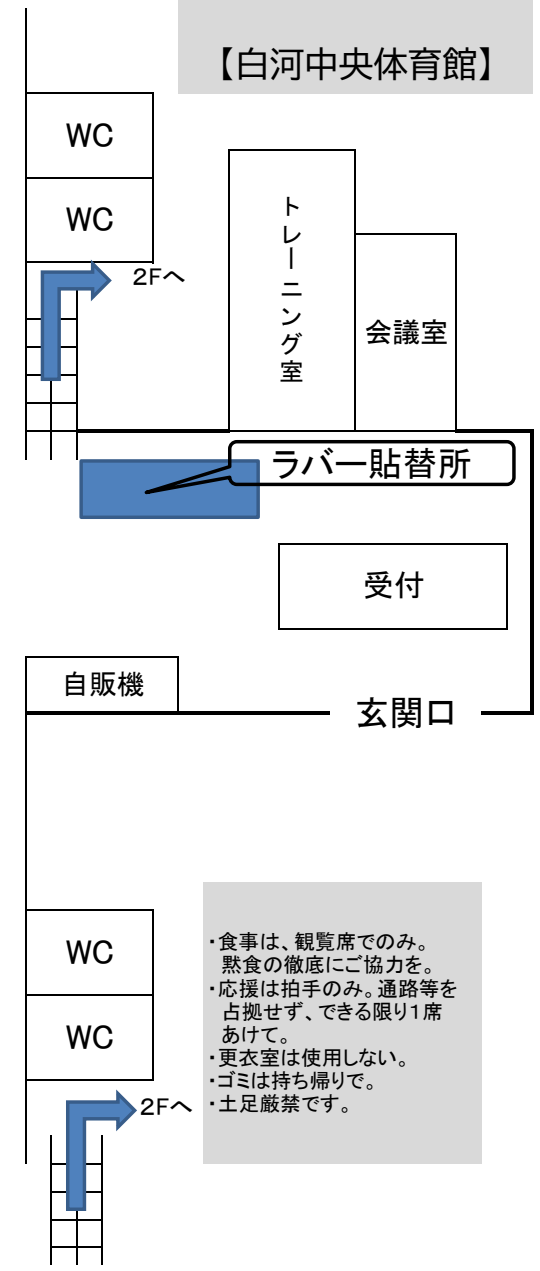 【白河中央体育館】
WC
WC
2Fへ
トレーニング室
会議室
ラバー貼替所
受付
自販機
玄関口
WC
WC
2Fへ
・食事は、観覧席でのみ。
黙食の徹底にご協力を。
・応援は拍手のみ。通路等を
占拠せず、できる限り1席
あけて。
・更衣室は使用しない。
・ゴミは持ち帰りで。
・土足厳禁です。